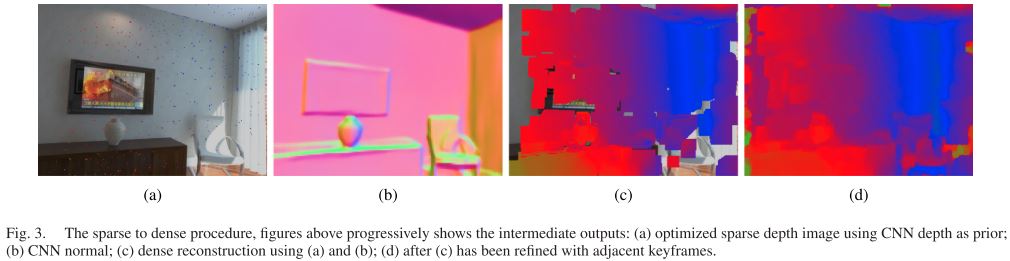 (a)
(b)
(c)
(d)
Fig. 3. The sparse to dense procedure, figures above progressively shows the intermediate outputs: (a) optimized sparse depth image using CNN depth as prior;
(b) CNN normal; (c) dense reconstruction using (a) and (b); (d) after (c) has been refined with adjacent keyframes.